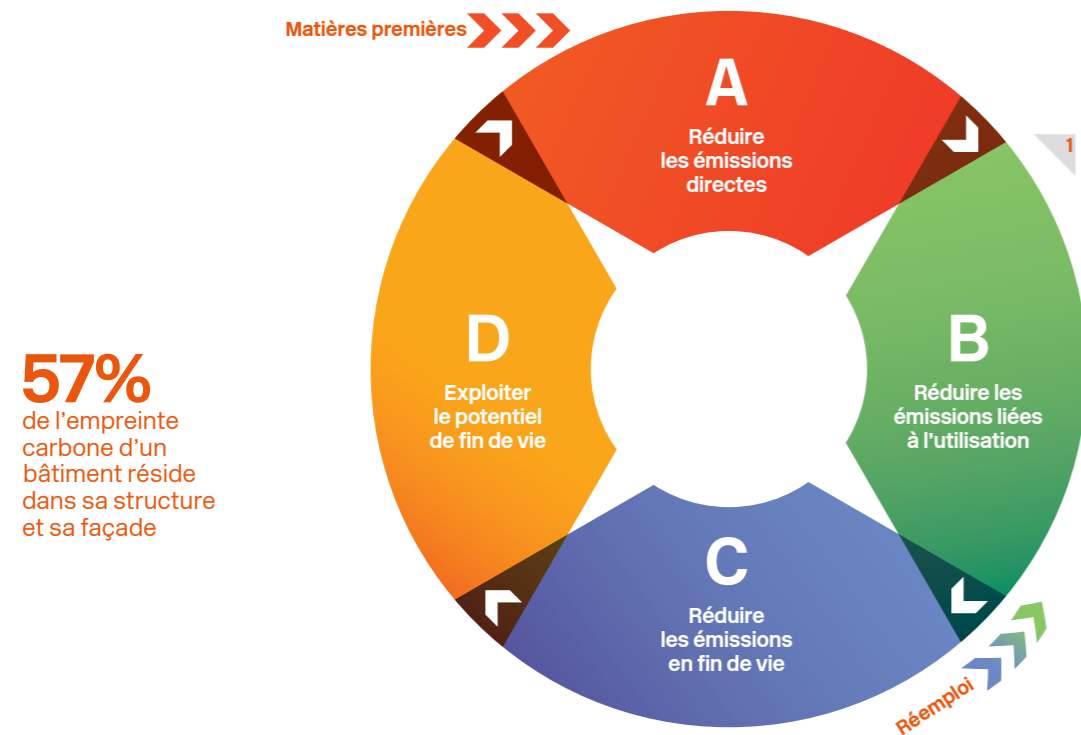 Matières premières
A
Réduire
les émissions
directes
1
B
Réduire les
émissions liées
à l'utilisation
C
Réduire
les émissions
en fin de vie
D
Exploiter
le potentiel
de fin de vie
Réemploi
57%
de l'empreinte
carbone d'un
bâtiment réside
dans sa structure
et sa façade